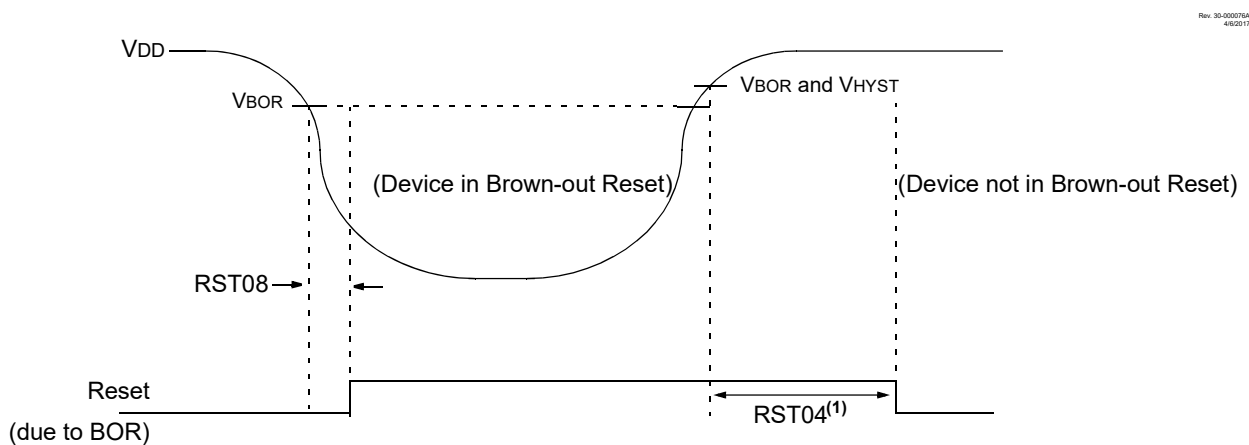 Rev. 30-000076A
4/6/2017
VDD
VBOR
VBOR and VHYST
(Device in Brown-out Reset)
(Device not in Brown-out Reset)
RST08
Reset
(due to BOR)
RST04(1)